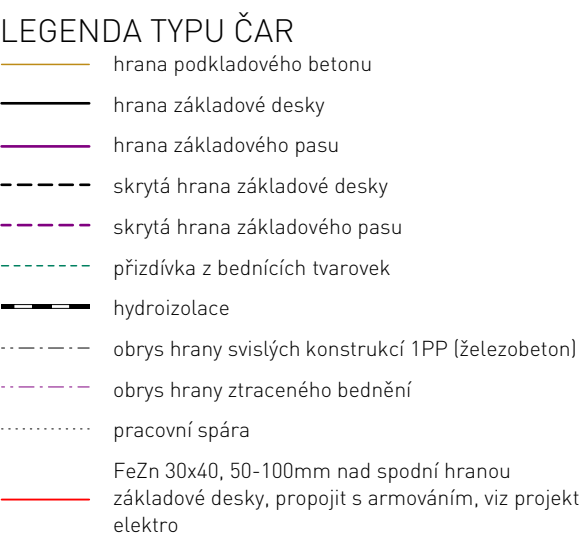 LEGENDA TYPU ČAR
hrana podkladového betonu
hrana základové desky
hrana základového pasu
skrytá hrana základové desky
skrytá hrana základového pasu
přizdívka z bednících tvarovek
hydroizolace
obrys hrany svislých konstrukcí 1PP (železobeton)
obrys hrany ztraceného bednění
pracovní spára
FeZn 30x40, 50-100mm nad spodní hranou
základové desky, propojit s armováním, viz projekt
elektro